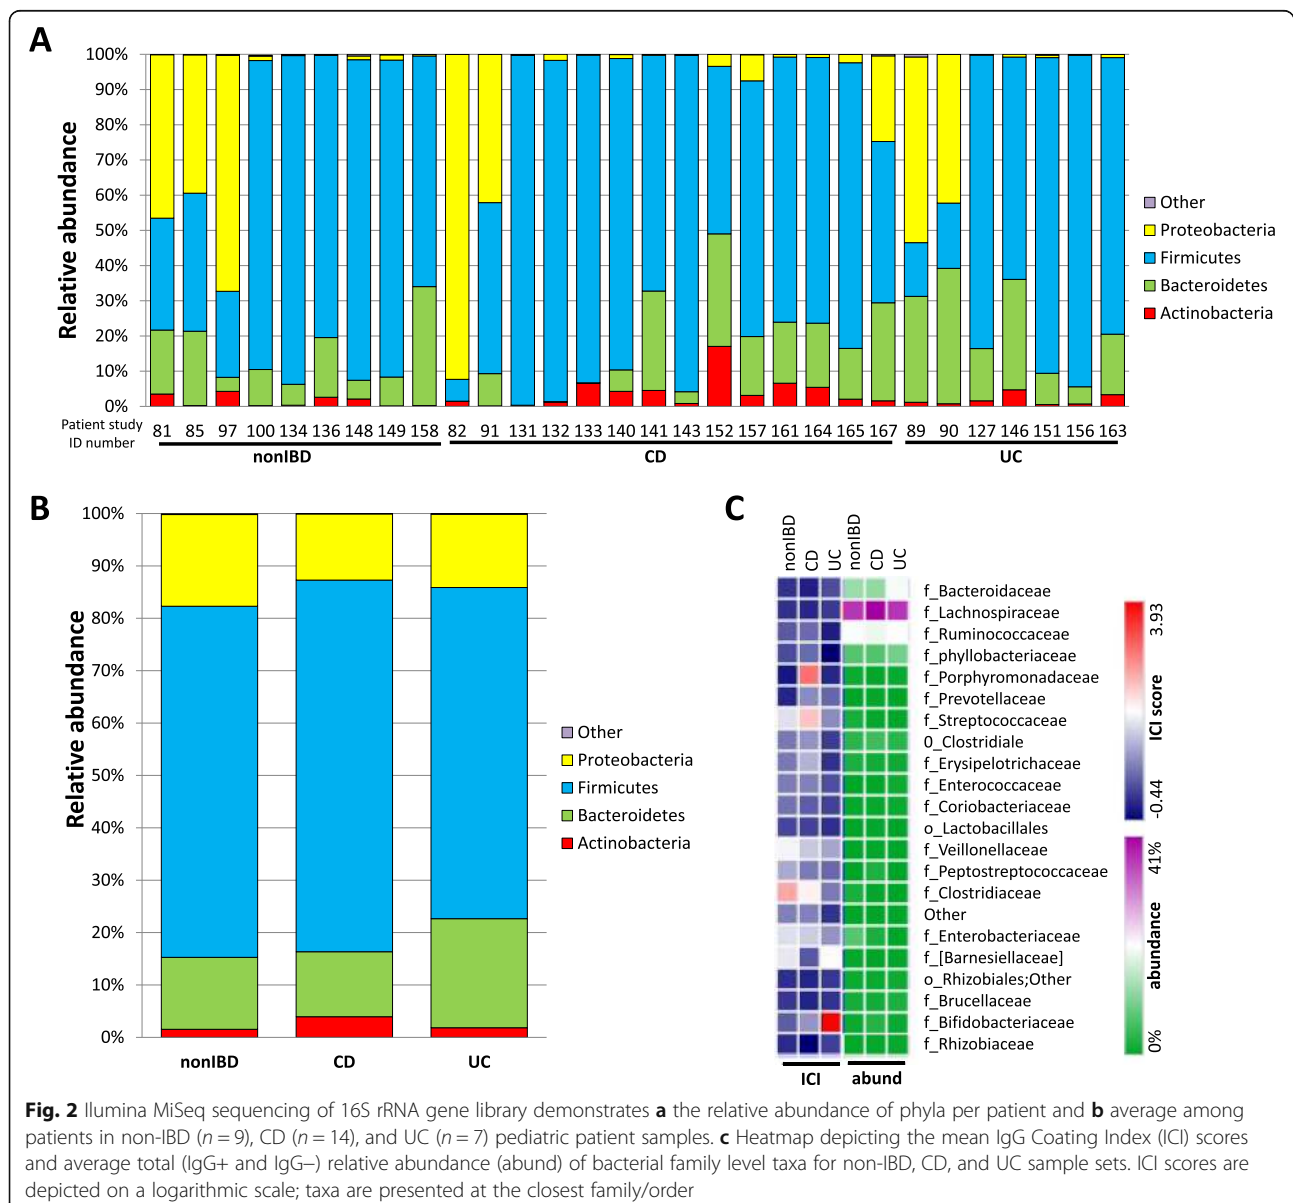 A
100%
90%
80%
70%
60%
50%
40%
30%
20%
10%
0%
Relative abundance
Other
Proteobacteria
Firmicutes
Bacteroidetes
Actinobacteria
Patient study
ID number
81 85 97 100 134 136 148 149 158 82 91 131 132 133 140 141 143 152 157 161 164 165 167 89 90 127 146 151 156 163
nonIBD CD UC
B
100%
90%
80%
70%
60%
50%
40%
30%
20%
10%
0%
Relative abundance
nonIBD CD UC
Other
Proteobacteria
Firmicutes
Bacteroidetes
Actinobacteria
C
nonIBD CD UC nonIBD CD UC
f_Bacteroidaceae
f_Lachnospiraceae
f_Ruminococcaceae
f_phyllobacteriaceae
f_Porphyromonadaceae
f_Prevotellaceae
f_Streptococcaceae
0_Clostridiale
f_Erysipelotrichaceae
f_Enterococcaceae
f_Coriobacteriaceae
o_Lactobacillales
f_Veillonellaceae
f_Peptostreptococcaceae
f_Clostridiaceae
Other
f_Enterobacteriaceae
f_[Barnesiellaceae]
o_Rhizobiales;Other
f_Brucellaceae
f_Bifidobacteriaceae
f_Rhizobiaceae
ICI abund
3.93
ICI score
-0.44
41%
abundance
0%
Fig. 2 Ilumina MiSeq sequencing of 16S rRNA gene library demonstrates a the relative abundance of phyla per patient and b average among
patients in non-IBD (n = 9), CD (n = 14), and UC (n = 7) pediatric patient samples. c Heatmap depicting the mean IgG Coating Index (ICI) scores
and average total (IgG+ and IgG−) relative abundance (abund) of bacterial family level taxa for non-IBD, CD, and UC sample sets. ICI scores are
depicted on a logarithmic scale; taxa are presented at the closest family/order